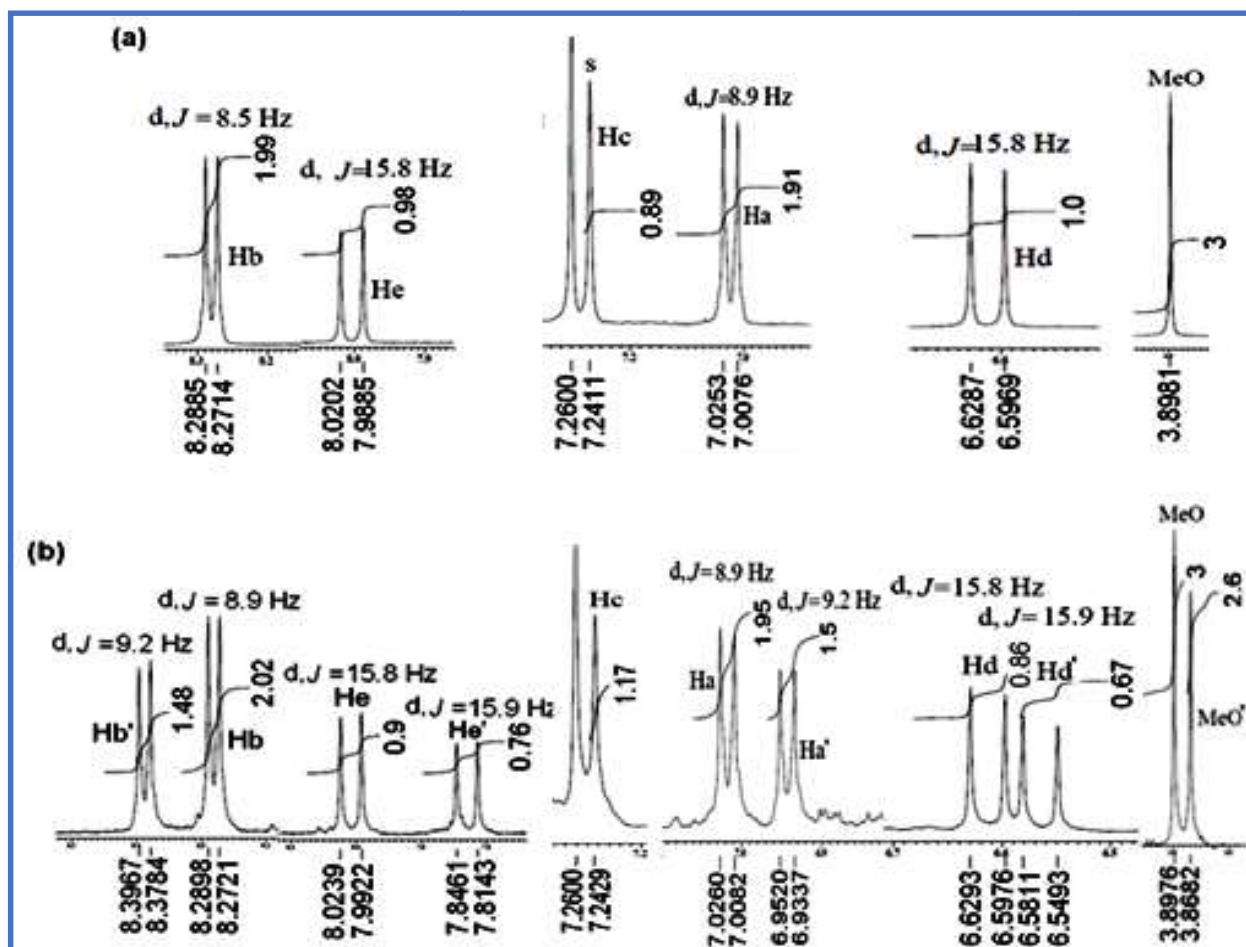 (a)
MeO
s
d, J=8.9 Hz
d, J = 8.5 Hz
d, J=15.8 Hz
1.99
d, J=15.8 Hz
Hc
0.98
0.89
Ha
1.91
1.0
Hb
He
Hd
3
8.2885
8.2714
8.0202
7.9885
7.2600
7.2411
7.0253
7.0076
6.6287
6.5969
3.8981
(b)
MeO
d, J = 8.9 Hz
d, J=8.9 Hz
d, J=15.8 Hz
3
2.6
d, J = 9.2 Hz
Hc
d, J=9.2 Hz
d, J= 15.9 Hz
d, J=15.8 Hz
1.95
1.5
Hd
0.86
Hd'
0.67
Hb'
1.48
2.02
He
d, J=15.9 Hz
1.17
Ha
MeO'
Hb
0.9
He'
0.76
Ha'
8.3967
8.3784
8.2898
8.2721
8.0239
7.9922
7.8461
7.8143
7.2600
7.2429
7.0260
7.0082
6.9520
6.9337
6.6293
6.5976
6.5811
6.5493
3.8976
3.8682